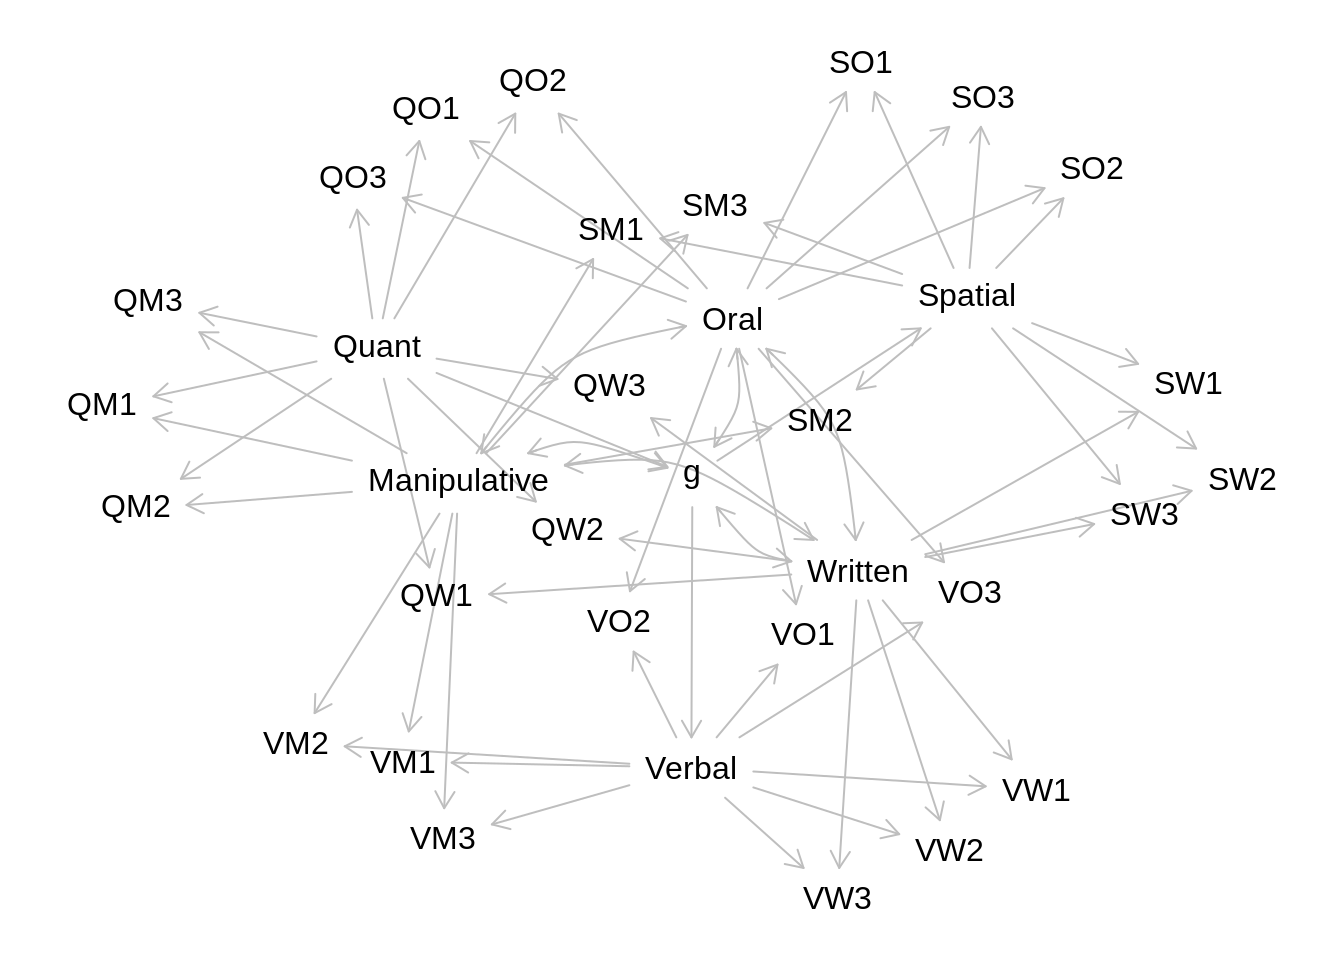 SO1
QO2
SO3
QO1
SO2
QO3
SM3
SM1
Spatial
QM3
Oral
Quant
SW1
QW3
QM1
SM2
g
SW2
Manipulative
QM2
SW3
QW2
Written
VO3
QW1
VO2
VO1
VM2
VM1
Verbal
VW1
VM3
VW2
VW3